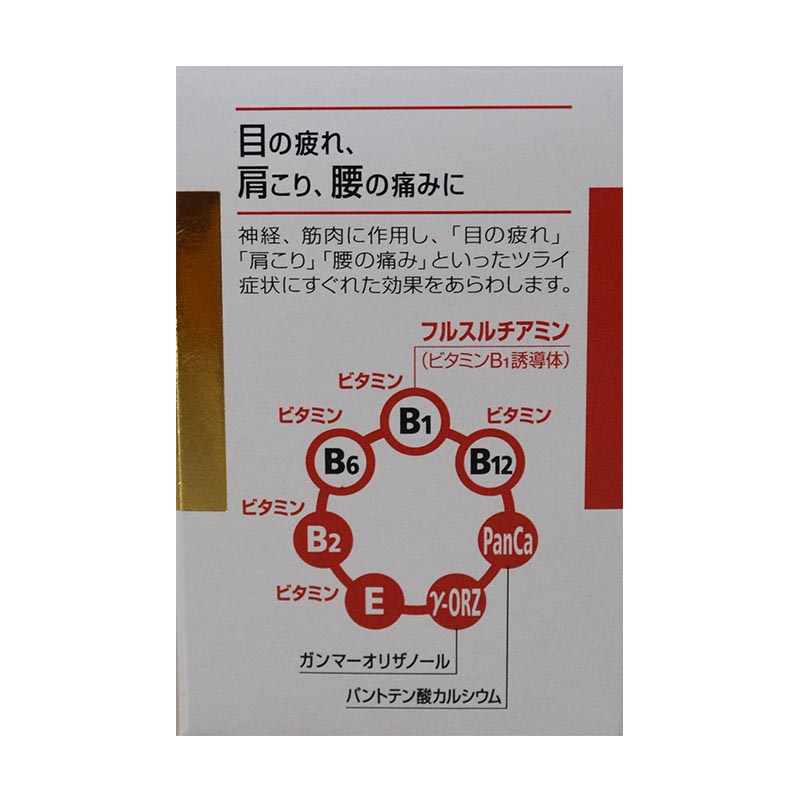 目の疲れ、
肩こり、腰の痛みに
神経、筋肉に作用し、「目の疲れ」
「肩こり」「腰の痛み」といったツライ
症状にすぐれた効果をあらわします。
フルスルチアミン
（ビタミンB1誘導体）
ビタミン
B1
ビタミン
B6
ビタミン
B12
ビタミン
B2
PanCa
ビタミン
E
γ-ORZ
ガンマーオリザノール
パントテン酸カルシウム